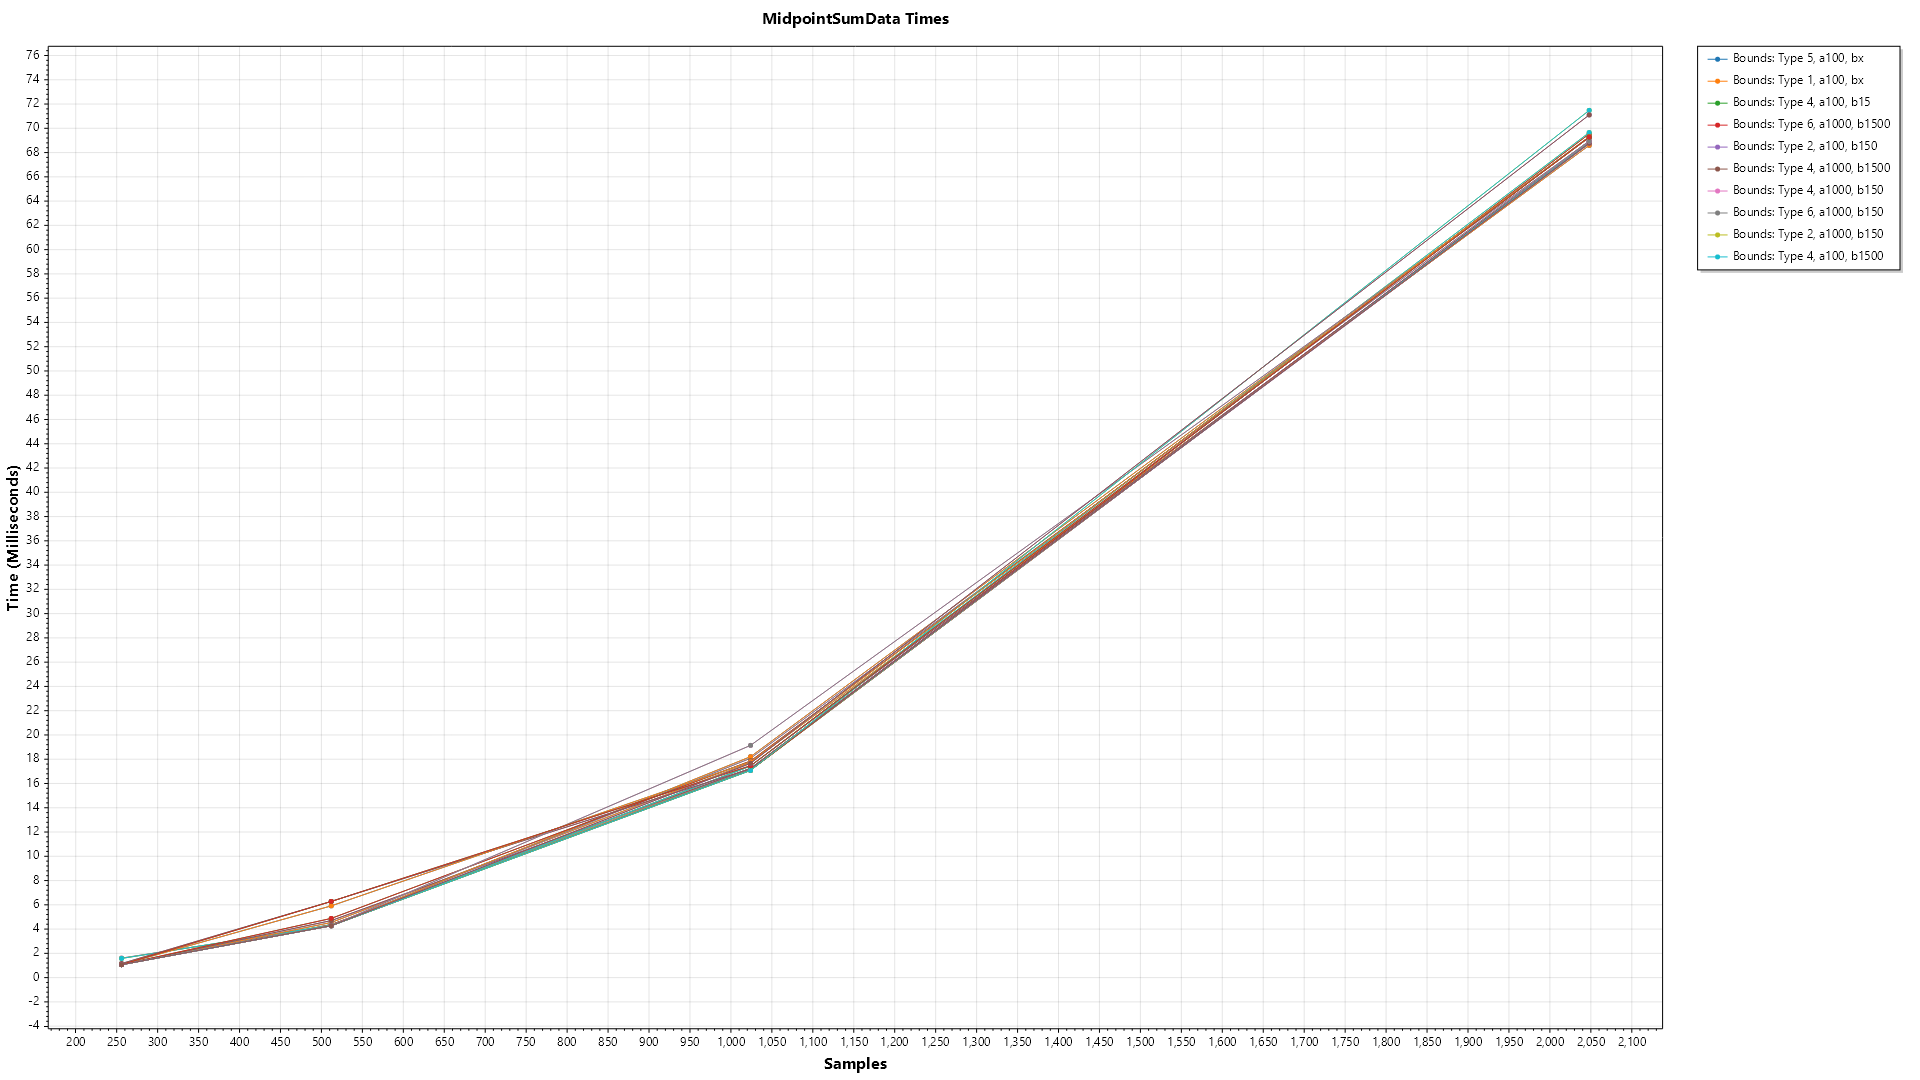 MidpointSumData Times
76
74
72
70
68
66
64
62
60
58
56
54
52
50
48
46
44
42
40
38
36
34
32
30
28
26
24
22
20
18
16
14
12
10
8
6
4
2
0
-2
-4
Time (Milliseconds)
200 250 300 350 400 450 500 550 600 650 700 750 800 850 900 950 1,000 1,050 1,100 1,150 1,200 1,250 1,300 1,350 1,400 1,450 1,500 1,550 1,600 1,650 1,700 1,750 1,800 1,850 1,900 1,950 2,000 2,050 2,100
Samples
Bounds: Type 5, a100, bx
Bounds: Type 1, a100, bx
Bounds: Type 4, a100, b15
Bounds: Type 6, a1000, b1500
Bounds: Type 2, a100, b150
Bounds: Type 4, a1000, b1500
Bounds: Type 4, a1000, b150
Bounds: Type 6, a1000, b150
Bounds: Type 2, a1000, b150
Bounds: Type 4, a100, b1500